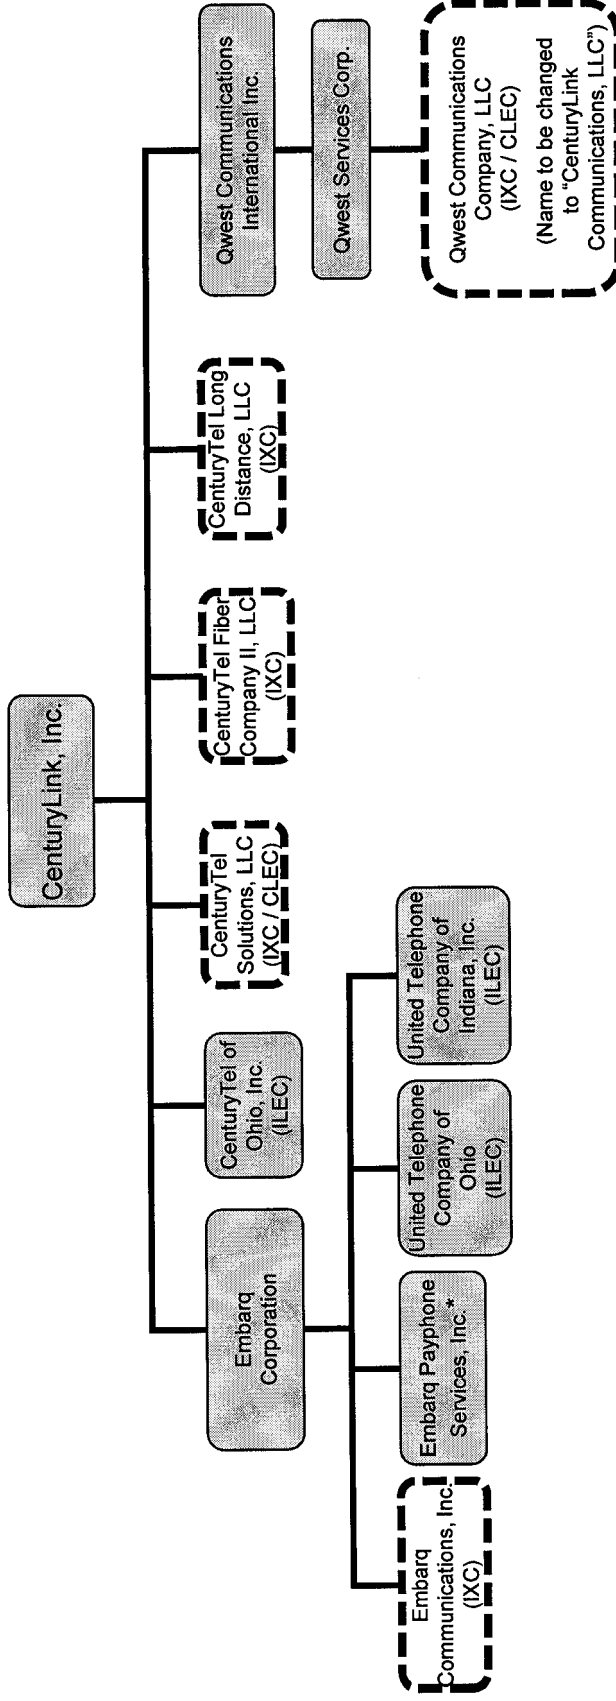 CenturyLink, Inc.
Embarq
Corporation
CenturyTel of
Ohio, Inc.
(ILEC)
CenturyTel
Solutions, LLC
(IXC / CLEC)
CenturyTel Fiber
Company II, LLC
(IXC)
CenturyTel Long
Distance, LLC
(IXC)
Qwest Communications
International Inc.
Qwest Services Corp.
Qwest Communications
Company, LLC
(IXC / CLEC)
(Name to be changed
to "CenturyLink
Communications, LLC")
Embarq
Communications, Inc.
(IXC)
Embarq Payphone
Services, Inc.*
United Telephone
Company of
Ohio
(ILEC)
United Telephone
Company of
Indiana, Inc.
(ILEC)